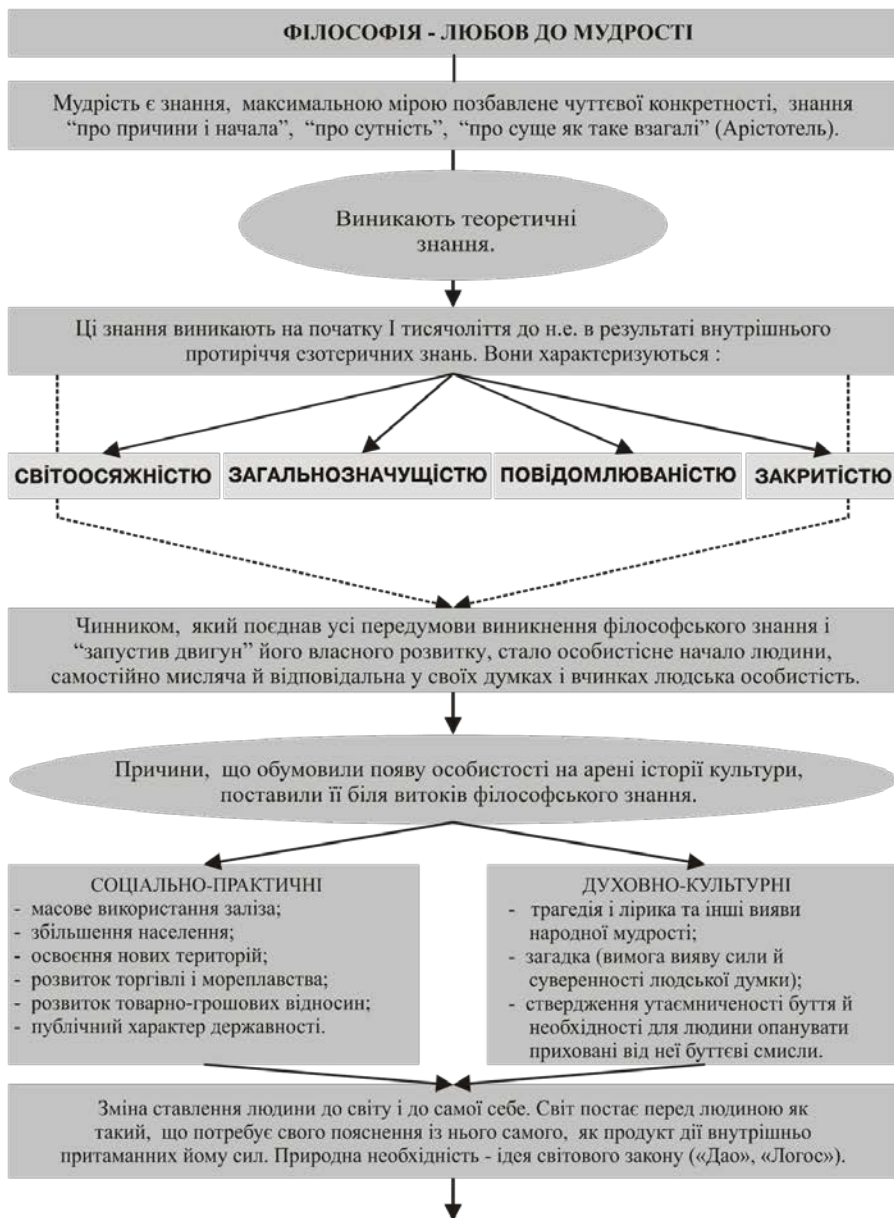 ФІЛОСОФІЯ - ЛЮБОВ ДО МУДРОСТІ
Мудрість є знання, максимальною мірою позбавлене чуттєвої конкретності, знання
“про причини і начала”, “про сутність”, “про суще як таке взагалі” (Арістотель).
Виникають теоретичні
знання.
Ці знання виникають на початку І тисячоліття до н.е. в результаті внутрішнього
протиріччя езотеричних знань. Вони характеризуються :
СВІТООСЯЖНІСТЮ
ЗАГАЛЬНОЗНАЧУЩІСТЮ
ПОВІДОМЛЮВАНІСТЮ
ЗАКРИТІСТЮ
Чинником, який поєднав усі передумови виникнення філософського знання і
“запустив двигун” його власного розвитку, стало особистісне начало людини,
самостійно мисляча й відповідальна у своїх думках і вчинках людська особистість.
Причини, що обумовили появу особистості на арені історії культури,
поставили її біля витоків філософського знання.
СОЦІАЛЬНО-ПРАКТИЧНІ
- масове використання заліза;
- збільшення населення;
- освоєння нових територій;
- розвиток торгівлі і мореплавства;
- розвиток товарно-грошових відносин;
- публічний характер державності.
ДУХОВНО-КУЛЬТУРНІ
- трагедія і лірика та інші вияви
народної мудрості;
- загадка (вимога вияву сили й
суверенності людської думки);
- ствердження утаємниченості буття й
необхідності для людини опанувати
приховані від неї буттєві смисли.
Зміна ставлення людини до світу і до самої себе. Світ постає перед людиною як
такий, що потребує свого пояснення із нього самого, як продукт дії внутрішньо
притаманних йому сил. Природна необхідність - ідея світового закону («Дао», «Логос»).